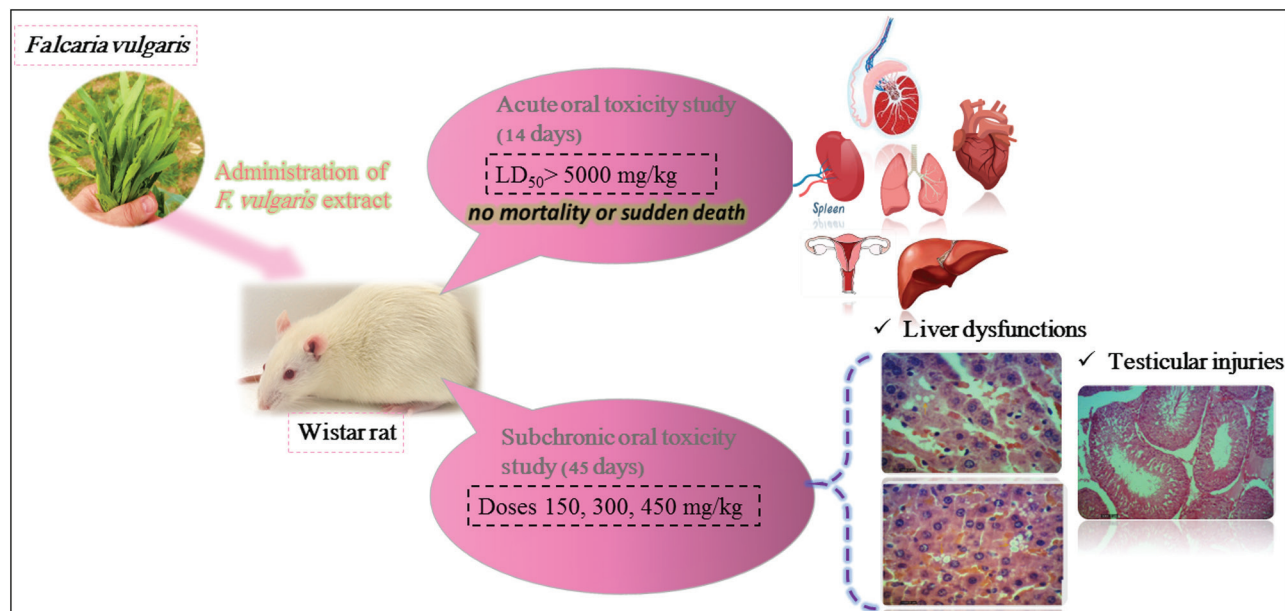 Falcaria vulgaris
Administration of
F. vulgaris extract
Wistar rat
Acute oral toxicity study
(14 days)
LD₅₀> 5000 mg/kg
no mortality or sudden death
Spleen
Subchronic oral toxicity
study (45 days)
Doses 150, 300, 450 mg/kg
✓ Liver dysfunctions
✓ Testicular injuries